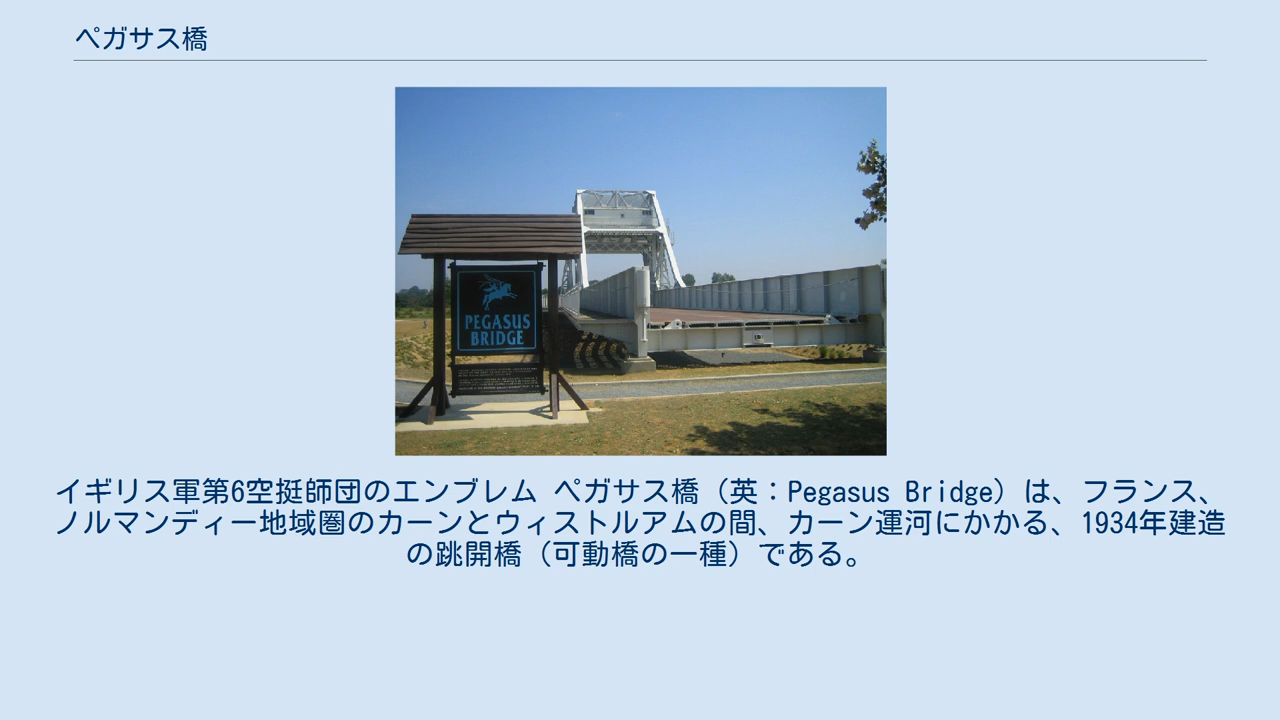 ペガサス橋
PEGASUS
BRIDGE
イギリス軍第6空挺師団のエンブレム ペガサス橋（英：Pegasus Bridge）は、フランス、
ノルマンディー地域圏のカーンとウィストルアムの間、カーン運河にかかる、1934年建造
の跳開橋（可動橋の一種）である。